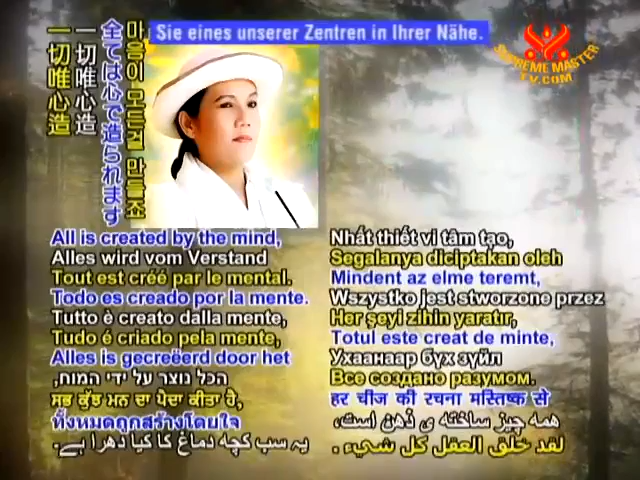 Sie eines unserer Zentren in Ihrer Nähe.
SUPREME MASTER
TV.COM
一切唯心造
一切唯心造
全ては心で造られます
마음이 모든걸 만들죠
All is created by the mind,
Alles wird vom Verstand
Tout est créé par le mental.
Todo es creado por la mente.
Tutto è creato dalla mente,
Tudo é criado pela mente,
Alles is gecreëerd door het
הכל נוצר על ידי המוח,
ਸਭ ਕੁੱਝ ਮਨ ਦਾ ਪੈਦਾ ਕੀਤਾ ਹੈ,
ทั้งหมดถูกสร้างโดยใจ
یہ سب کچھ دماغ کا کیا دھرا ہے۔
Nhất thiết vi tâm tạo,
Segalanya diciptakan oleh
Mindent az elme teremt,
Wszystko jest stworzone przez
Her şeyi zihin yaratır,
Totul este creat de minte,
Ухаанаар бүх зүйл
Все создано разумом.
हर चीज की रचना मस्तिष्क से
همه چیز ساخته ی ذهن است،
لقد خلق العقل كل شيء .